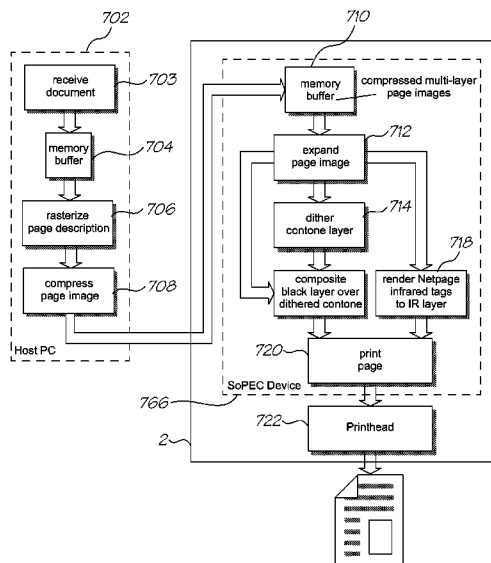 702
receive
document
703
memory
buffer
704
rasterize
page description
706
compress
page image
708
Host PC
710
memory
buffer
compressed multi-layer
page images
expand
page image
712
dither
contone layer
714
composite
black layer over
dithered contone
render Netpage
infrared tags
to IR layer
718
720
print
page
SoPEC Device
766
722
Printhead
2